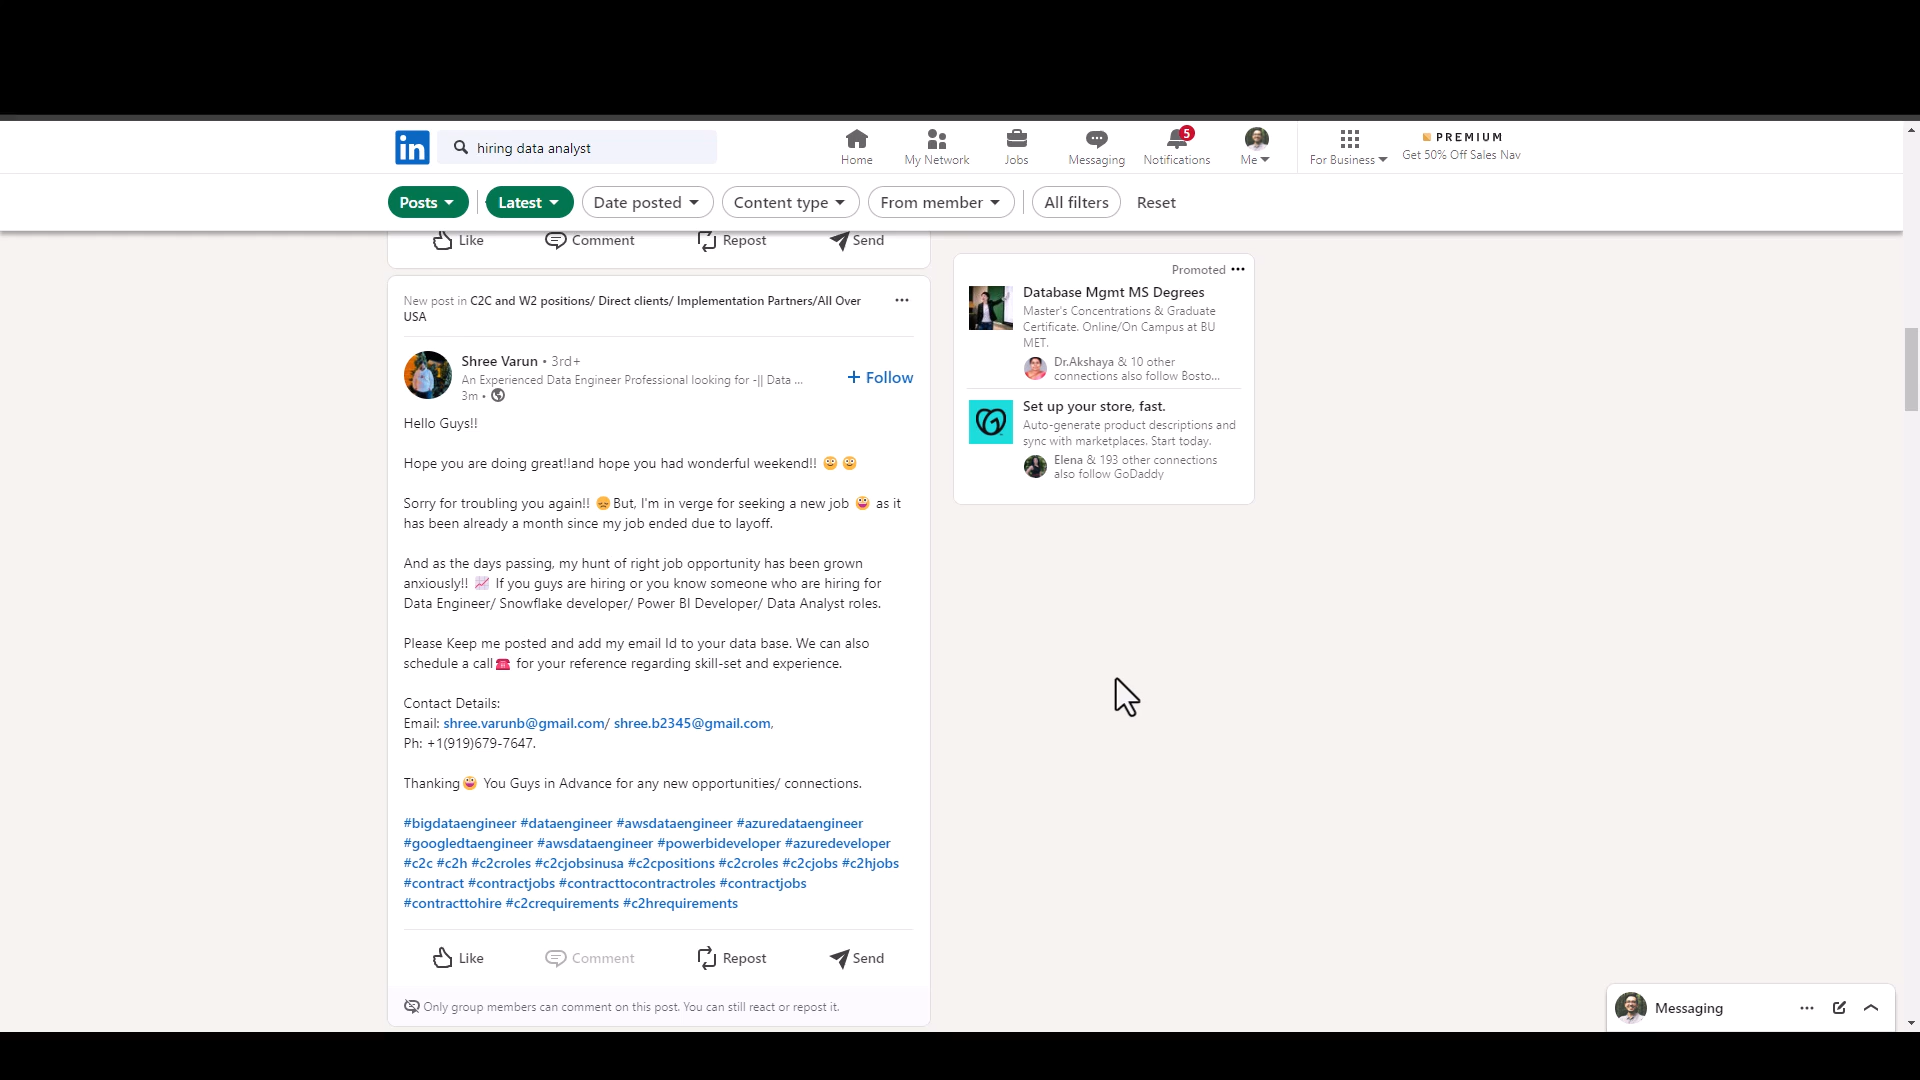 in
hiring data analyst
Home
My Network
Jobs
Messaging
5
Notifications
Me
For Business
PREMIUM
Get 50% Off Sales Nav
Posts
Latest
Date posted
Content type
From member
All filters
Reset
Like
Comment
Repost
Send
New post in C2C and W2 positions/ Direct clients/ Implementation Partners/All Over
USA
Shree Varun • 3rd+
An Experienced Data Engineer Professional looking for -|| Data ...
3m •
+ Follow
Hello Guys!!
Hope you are doing great!!and hope you had wonderful weekend!! 🙂 🙂
Sorry for troubling you again!! 😞But, I'm in verge for seeking a new job 😀 as it
has been already a month since my job ended due to layoff.
And as the days passing, my hunt of right job opportunity has been grown
anxiously!! 📈 If you guys are hiring or you know someone who are hiring for
Data Engineer/ Snowflake developer/ Power BI Developer/ Data Analyst roles.
Please Keep me posted and add my email Id to your data base. We can also
schedule a call☎️ for your reference regarding skill-set and experience.
Contact Details:
Email: shree.varunb@gmail.com/ shree.b2345@gmail.com,
Ph: +1(919)679-7647.
Thanking😀 You Guys in Advance for any new opportunities/ connections.
#bigdataengineer #dataengineer #awsdataengineer #azuredataengineer
#googledtaengineer #awsdataengineer #powerbideveloper #azuredeveloper
#c2c #c2h #c2croles #c2cjobsinusa #c2cpositions #c2croles #c2cjobs #c2hjobs
#contract #contractjobs #contracttocontractroles #contractjobs
#contracttohire #c2crequirements #c2hrequirements
Like
Comment
Repost
Send
Only group members can comment on this post. You can still react or repost it.
Promoted
Database Mgmt MS Degrees
Master's Concentrations & Graduate
Certificate. Online/On Campus at BU
MET.
Dr.Akshaya & 10 other
connections also follow Bosto...
Set up your store, fast.
Auto-generate product descriptions and
sync with marketplaces. Start today.
Elena & 193 other connections
also follow GoDaddy
Messaging